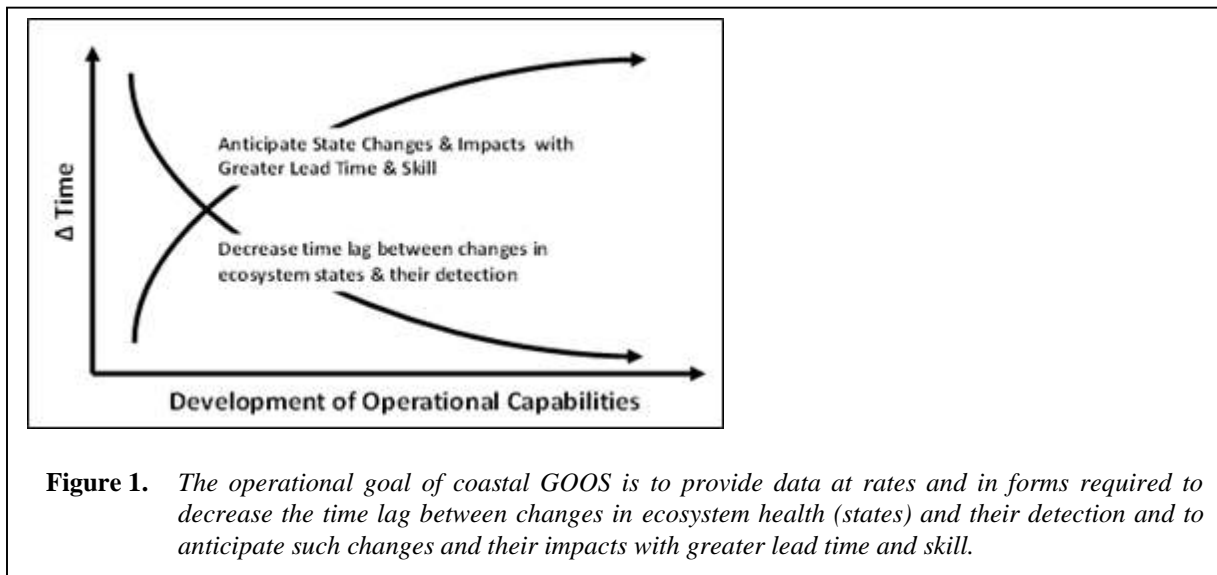 Δ Time
Anticipate State Changes & Impacts with
Greater Lead Time & Skill
Decrease time lag between changes in
ecosystem states & their detection
Development of Operational Capabilities
Figure 1. The operational goal of coastal GOOS is to provide data at rates and in forms required to
decrease the time lag between changes in ecosystem health (states) and their detection and to
anticipate such changes and their impacts with greater lead time and skill.